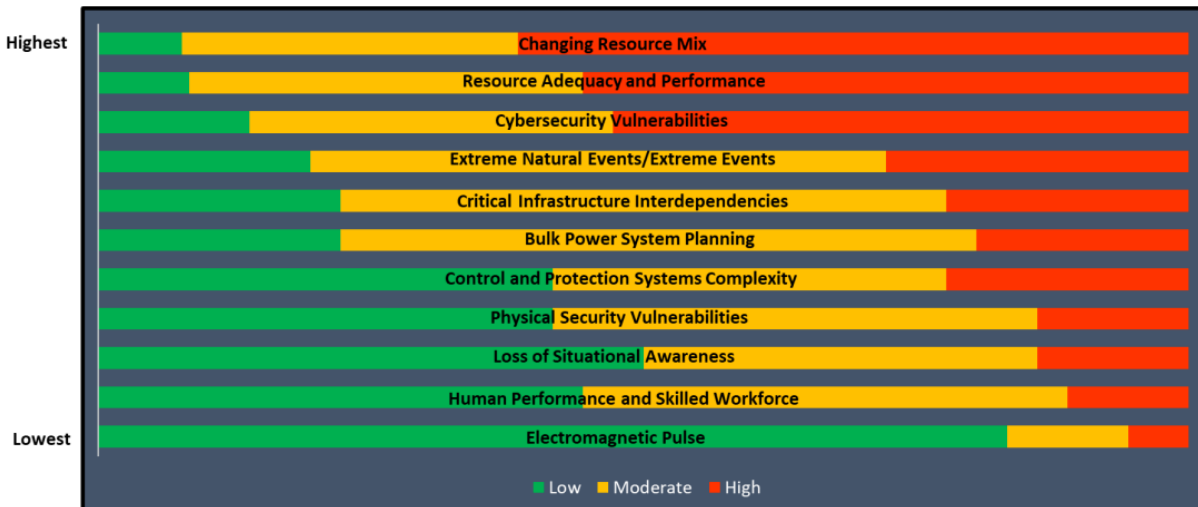 Highest
Changing Resource Mix
Resource Adequacy and Performance
Cybersecurity Vulnerabilities
Extreme Natural Events/Extreme Events
Critical Infrastructure Interdependencies
Bulk Power System Planning
Control and Protection Systems Complexity
Physical Security Vulnerabilities
Loss of Situational Awareness
Human Performance and Skilled Workforce
Lowest
Electromagnetic Pulse
Low Moderate High